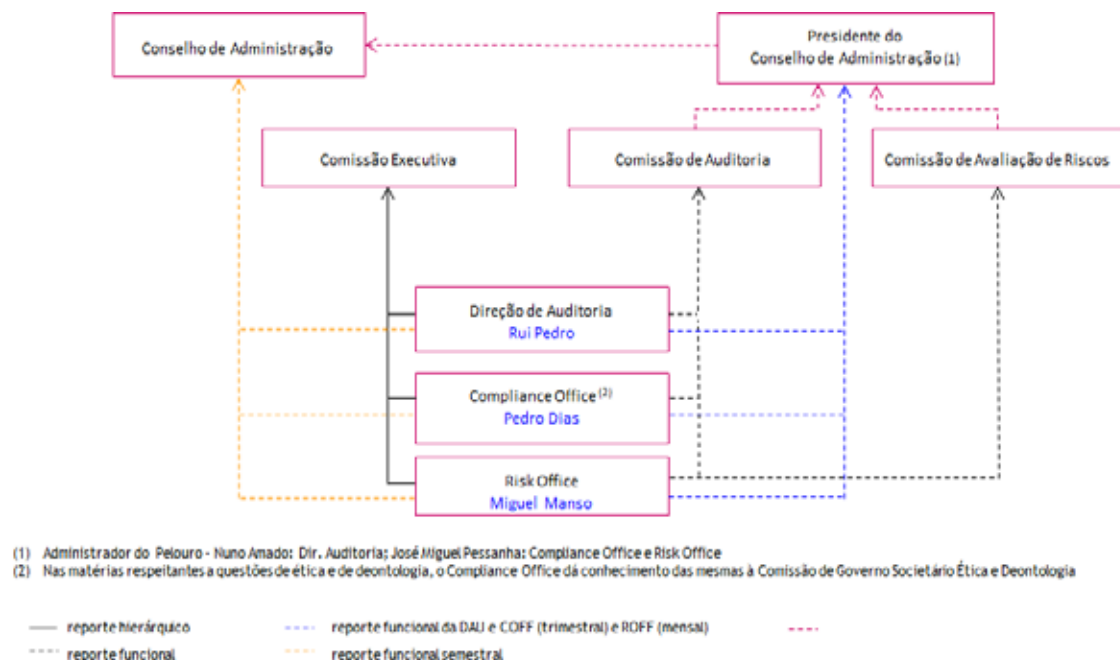 Conselho de Administração
Presidente do
Conselho de Administração (1)
Comissão Executiva
Comissão de Auditoria
Comissão de Avaliação de Riscos
Direção de Auditoria
Rui Pedro
Compliance Office (2)
Pedro Dias
Risk Office
Miguel Manso
(1) Administrador do Pelouro - Nuno Amado: Dir. Auditoria; José Miguel Pessanha: Compliance Office e Risk Office
(2) Nas matérias respeitantes a questões de ética e de deontologia, o Compliance Office dá conhecimento das mesmas à Comissão de Governo Societário Ética e Deontologia
reporte hierárquico
reporte funcional da DAU e COFF (trimestral) e ROFF (mensal)
reporte funcional
reporte funcional semestral